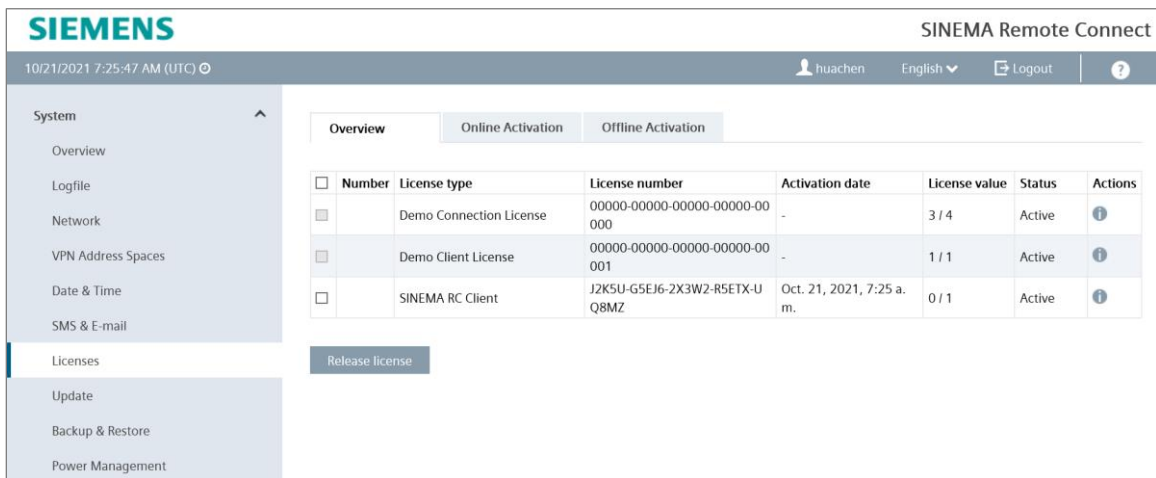 SIEMENS
SINEMA Remote Connect
10/21/2021 7:25:47 AM (UTC)
huachen
English
Logout
?
System
Overview
Logfile
Network
VPN Address Spaces
Date & Time
SMS & E-mail
Licenses
Update
Backup & Restore
Power Management
Overview Online Activation Offline Activation
Number License type License number Activation date License value Status Actions
Demo Connection License 00000-00000-00000-00000-00 - 3 / 4 Active
000
Demo Client License 00000-00000-00000-00000-00 - 1 / 1 Active
001
SINEMA RC Client J2K5U-G5EJ6-2X3W2-R5ETX-U Oct. 21, 2021, 7:25 a. 0 / 1 Active
Q8MZ m.
Release license